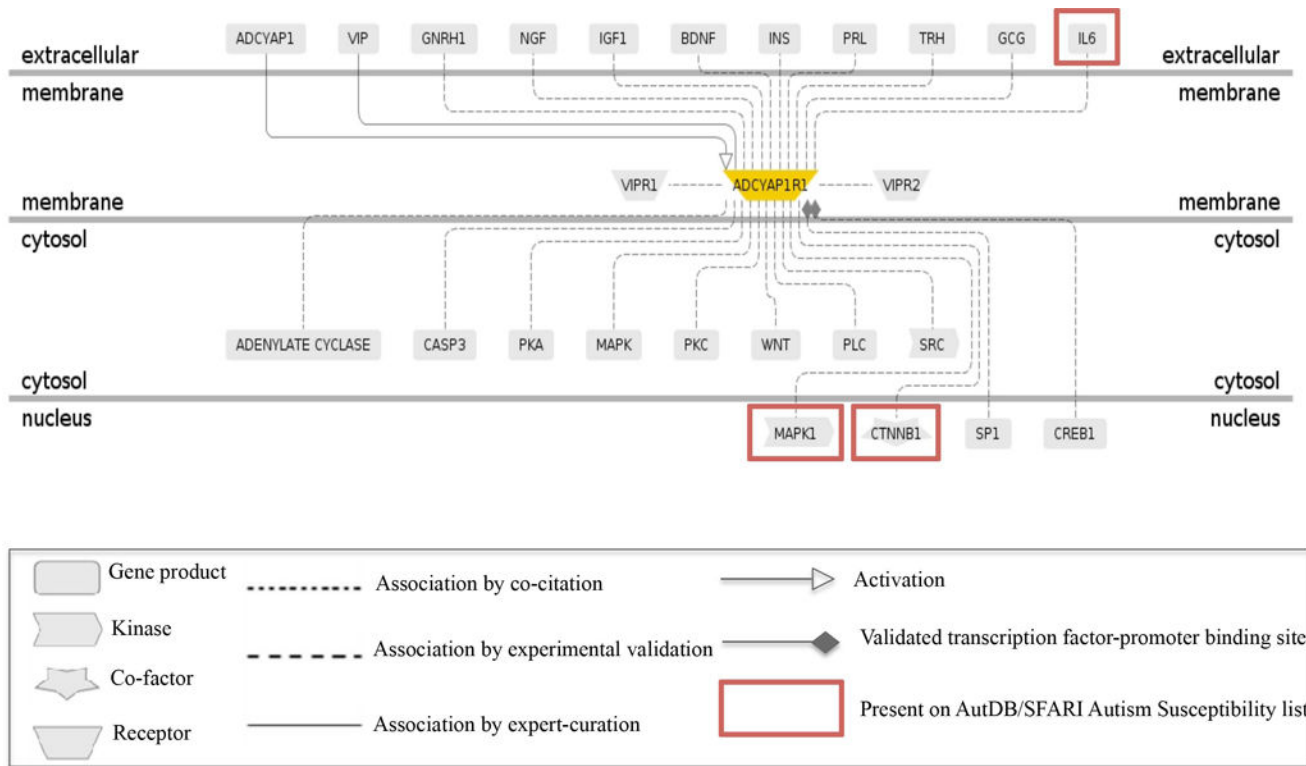 ADCYAP1 VIP GNRH1 NGF IGF1 BDNF INS PRL TRH GCG IL6
extracellular extracellular
membrane membrane
VIPR1 ADCYAP1R1 VIPR2
membrane membrane
cytosol cytosol
ADENYLATE CYCLASE CASP3 PKA MAPK PKC WNT PLC SRC
cytosol cytosol
nucleus nucleus
MAPK1 CTNNB1 SP1 CREB1
Gene product
Kinase
Co-factor
Receptor
Association by co-citation
Association by experimental validation
Association by expert-curation
Activation
Validated transcription factor-promoter binding site
Present on AutDB/SFARI Autism Susceptibility list